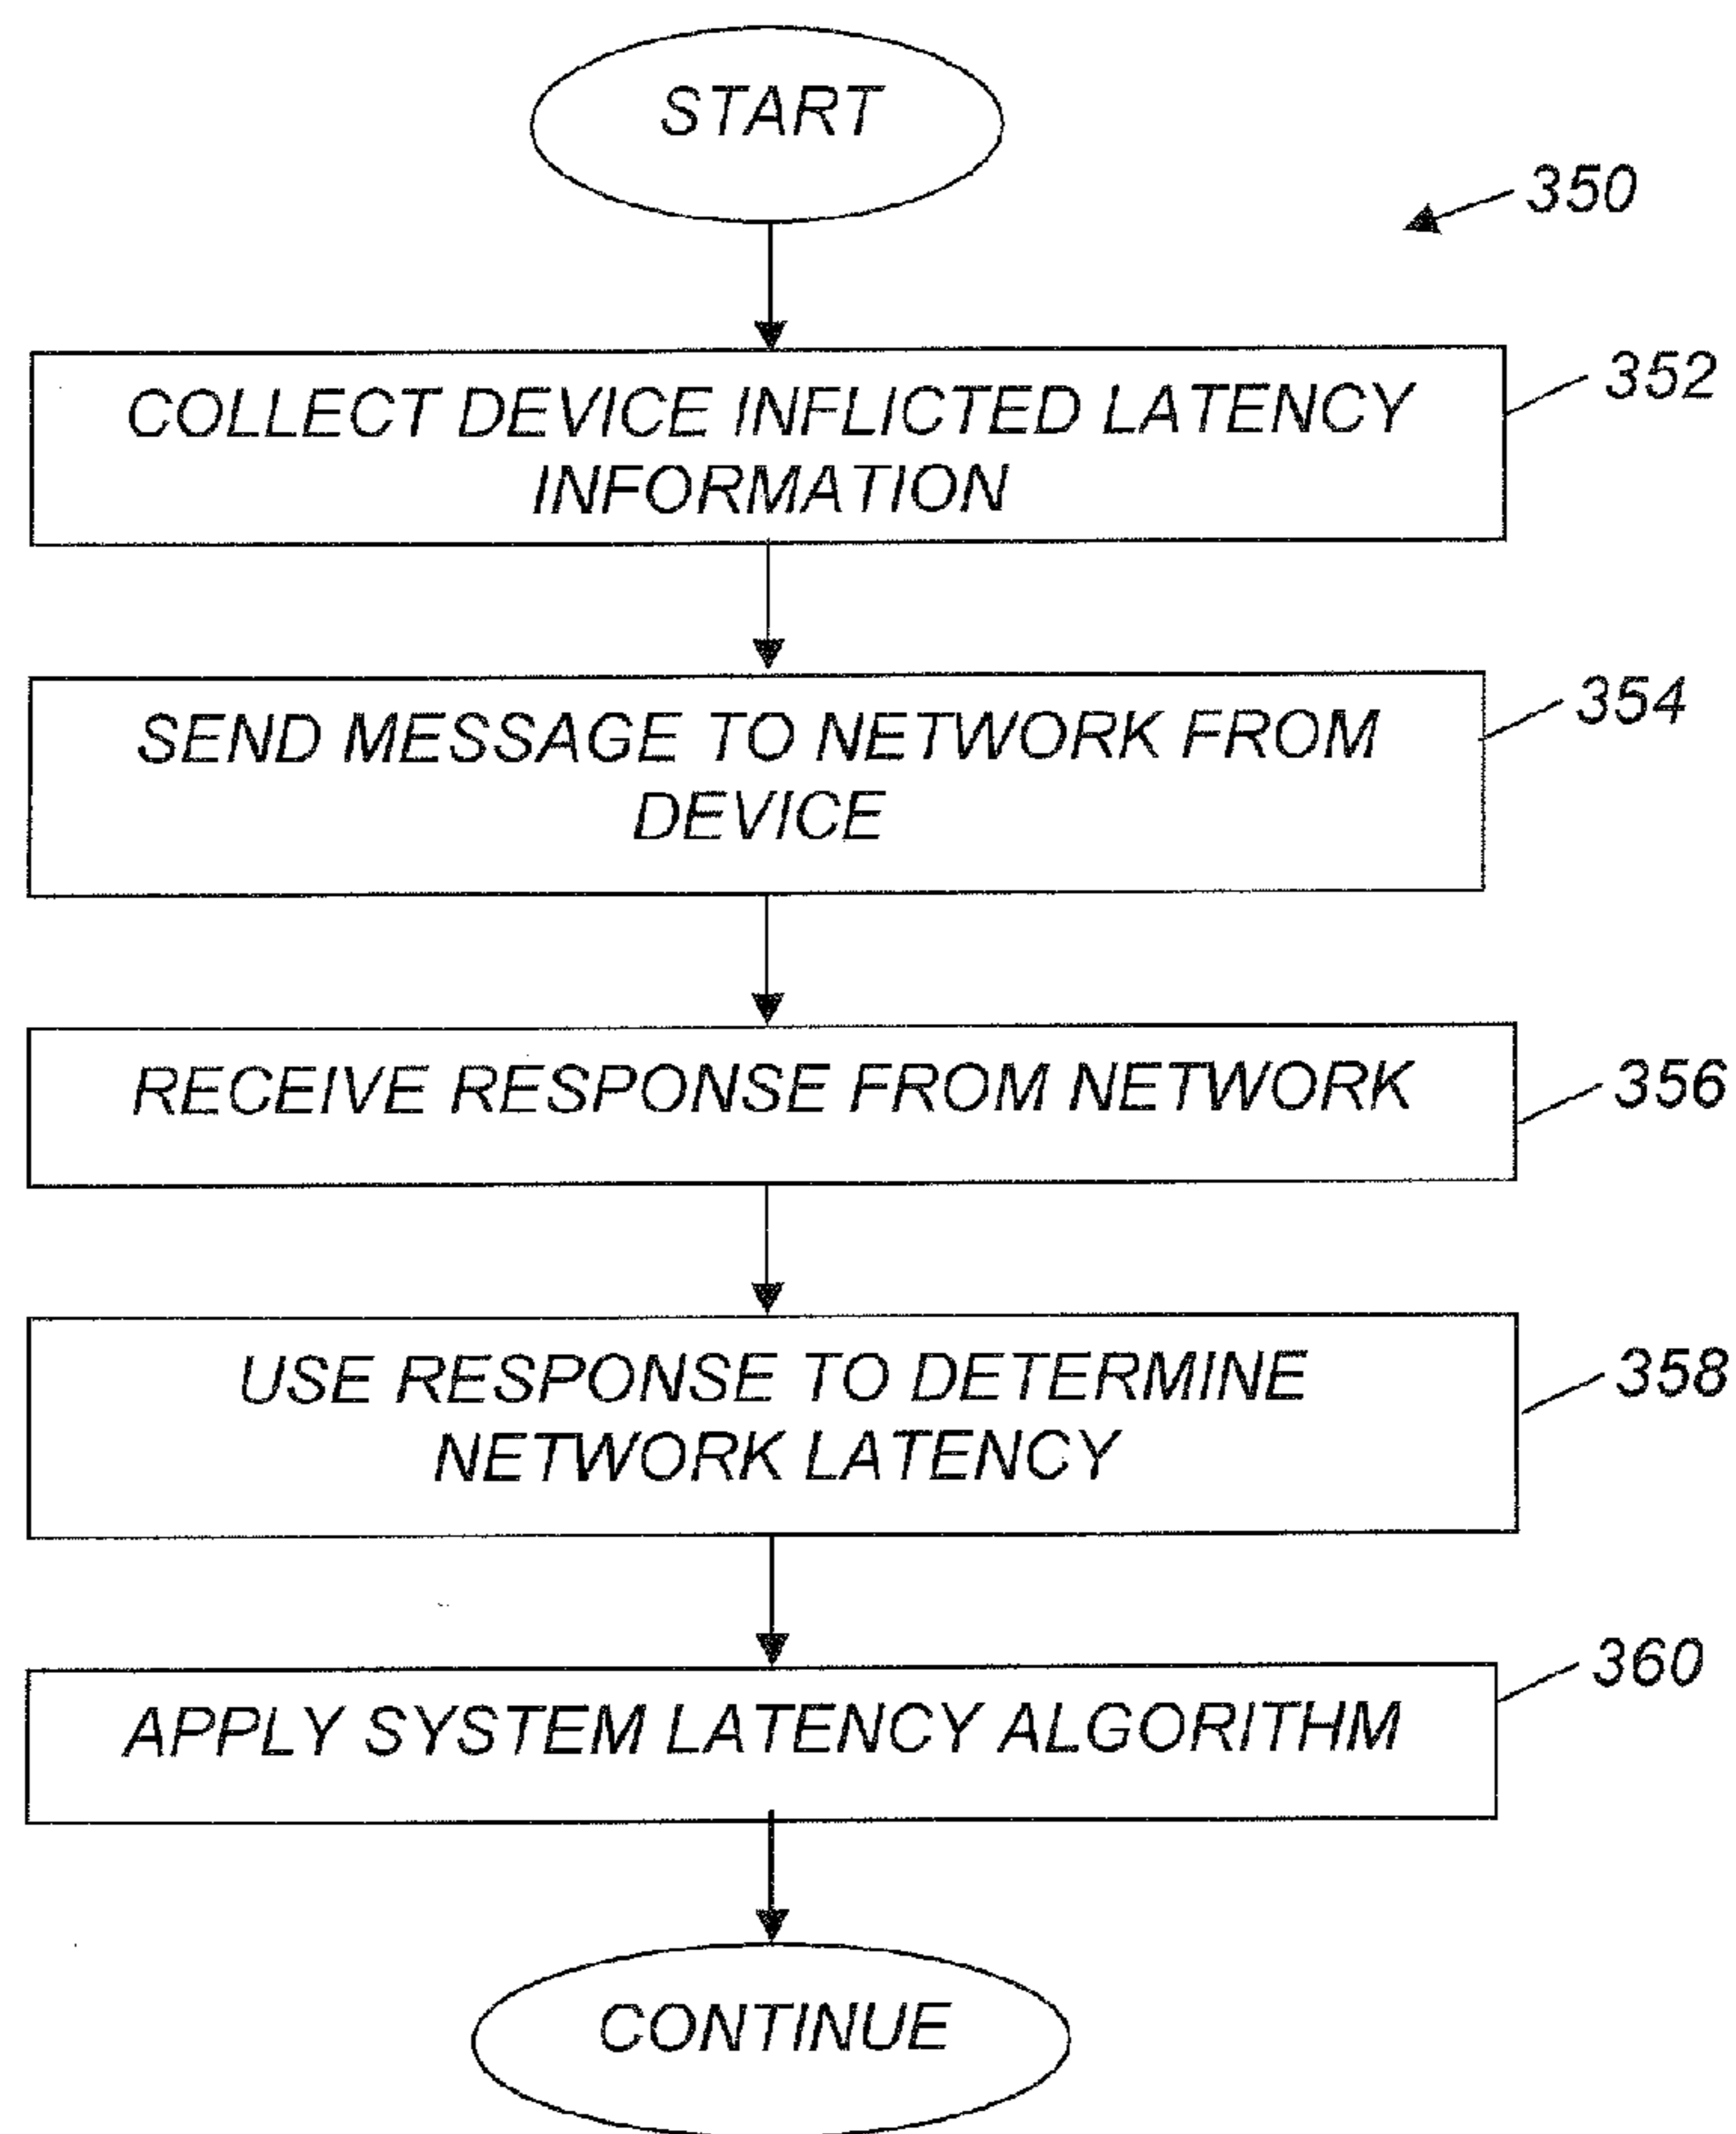 START
350
COLLECT DEVICE INFLICTED LATENCY
INFORMATION
352
SEND MESSAGE TO NETWORK FROM
DEVICE
354
RECEIVE RESPONSE FROM NETWORK
356
USE RESPONSE TO DETERMINE
NETWORK LATENCY
358
APPLY SYSTEM LATENCY ALGORITHM
360
CONTINUE